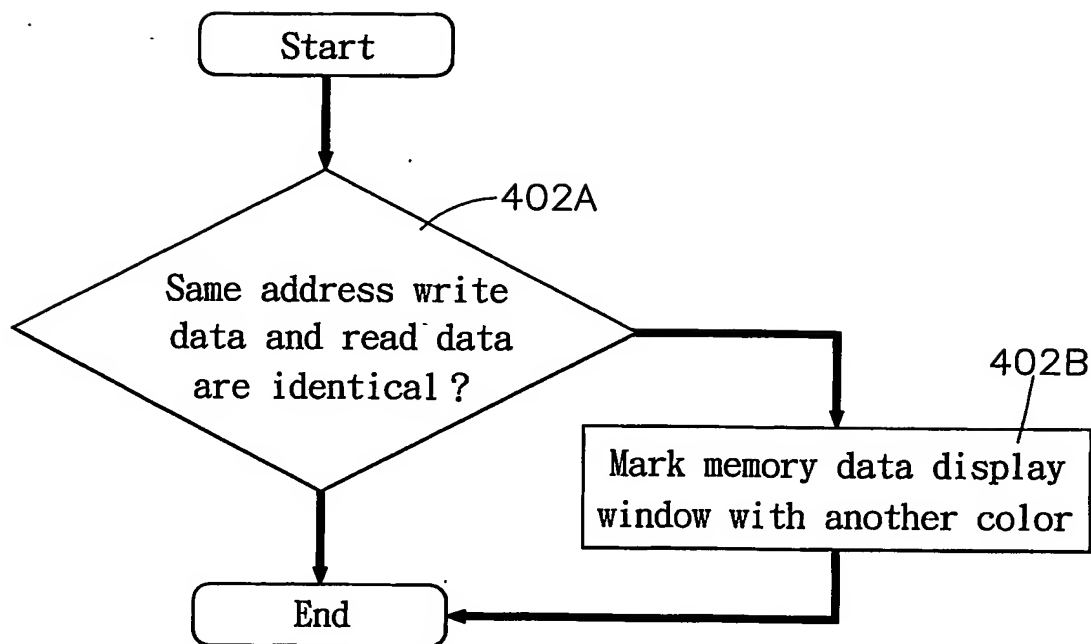 Start
402A
Same address write
data and read data
are identical?
402B
Mark memory data display
window with another color
End